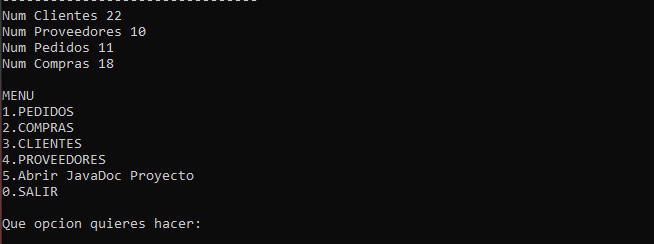 --------------------------------
Num Clientes 22
Num Proveedores 10
Num Pedidos 11
Num Compras 18
MENU
1.PEDIDOS
2.COMPRAS
3.CLIENTES
4.PROVEEDORES
5.Abrir JavaDoc Proyecto
0.SALIR
Que opcion quieres hacer: